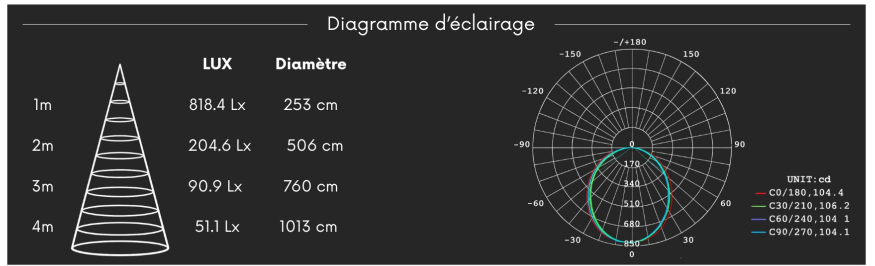 Diagramme d'éclairage
LUX Diamètre
1m 818.4 Lx 253 cm
2m 204.6 Lx 506 cm
3m 90.9 Lx 760 cm
4m 51.1 Lx 1013 cm
-/+180
-150 150
-120 120
-90 0 90
170
340
-60 510 60
680
-30 850 30
0
UNIT:cd
C0/180,104.4
C30/210,106.2
C60/240,104 1
C90/270,104.1